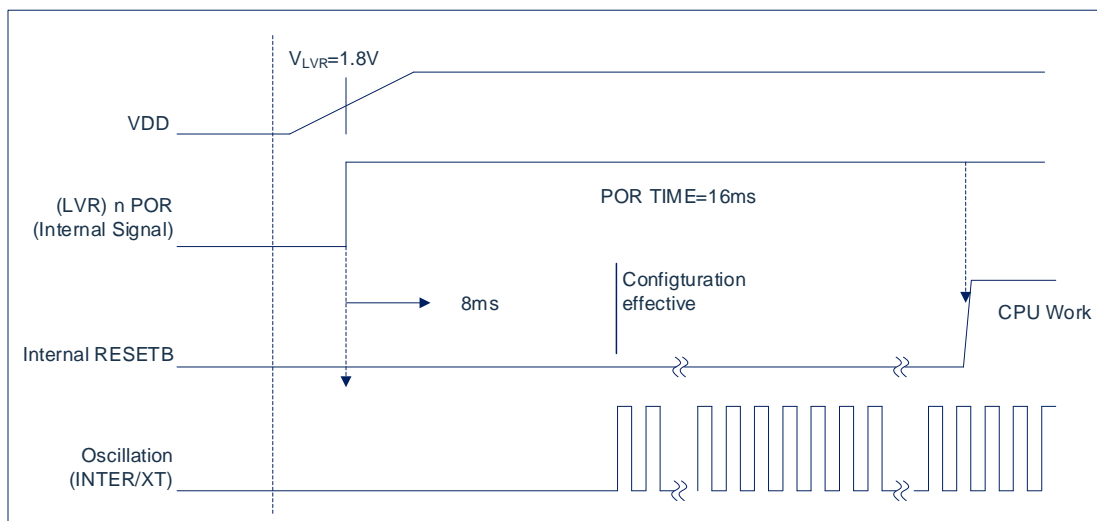 VLVR=1.8V
VDD
(LVR) n POR
(Internal Signal)
POR TIME=16ms
Configturation
effective
8ms
CPU Work
Internal RESETB
Oscillation
(INTER/XT)